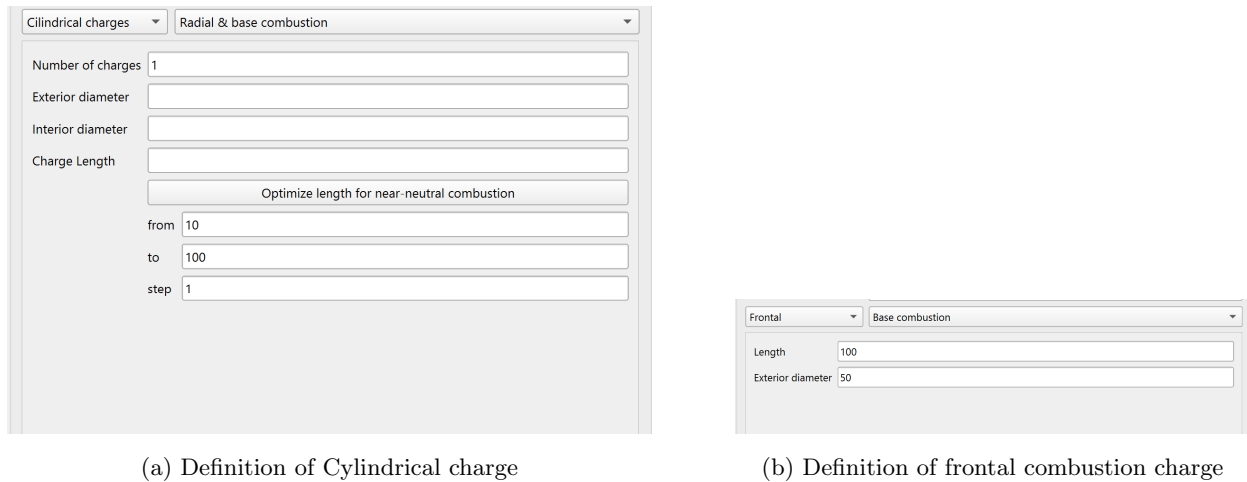 Cilindrical charges Radial & base combustion
Number of charges 1
Exterior diameter
Interior diameter
Charge Length
Optimize length for near-neutral combustion
from 10
to 100
step 1
(a) Definition of Cylindrical charge
Frontal Base combustion
Length 100
Exterior diameter 50
(b) Definition of frontal combustion charge